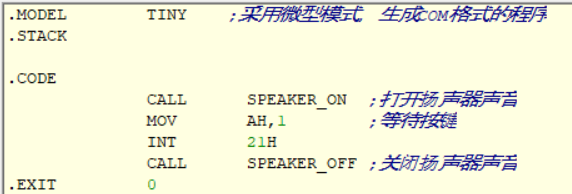 .MODEL TINY ;采用微型模式，生成COM格式的程序
.STACK
.CODE
CALL SPEAKER_ON ;打开扬声器声音
MOV AH,1 ;等待按键
INT 21H
CALL SPEAKER_OFF ;关闭扬声器声音
.EXIT 0